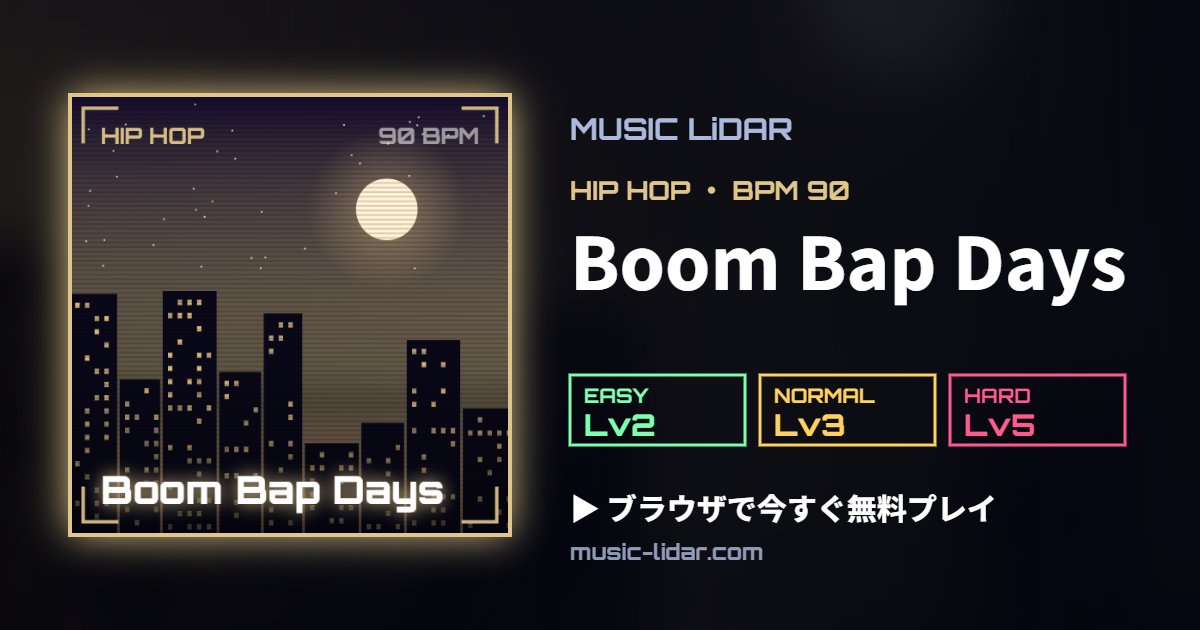 HIP HOP
90 BPM
Boom Bap Days
MUSIC LiDAR
HIP HOP • BPM 90
Boom Bap Days
EASY
Lv2
NORMAL
Lv3
HARD
Lv5
▶ ブラウザで今すぐ無料プレイ
music-lidar.com